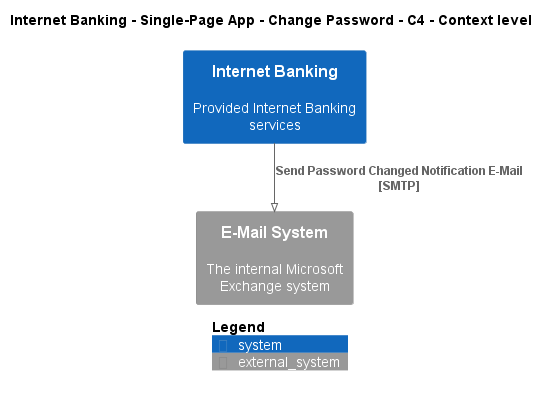 Internet Banking - Single-Page App - Change Password - C4 - Context level
Internet Banking
Provided Internet Banking
services
Send Password Changed Notification E-Mail
[SMTP]
E-Mail System
The internal Microsoft
Exchange system
Legend
system
external_system